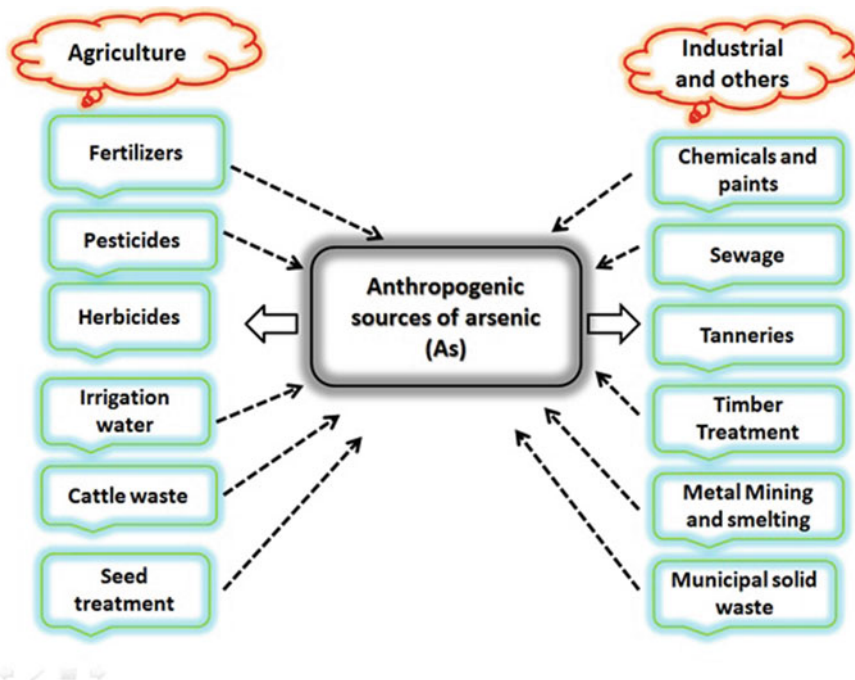 Agriculture
Fertilizers
Pesticides
Herbicides
Irrigation
water
Cattle waste
Seed
treatment
Anthropogenic
sources of arsenic
(As)
Industrial
and others
Chemicals and
paints
Sewage
Tanneries
Timber
Treatment
Metal Mining
and smelting
Municipal solid
waste